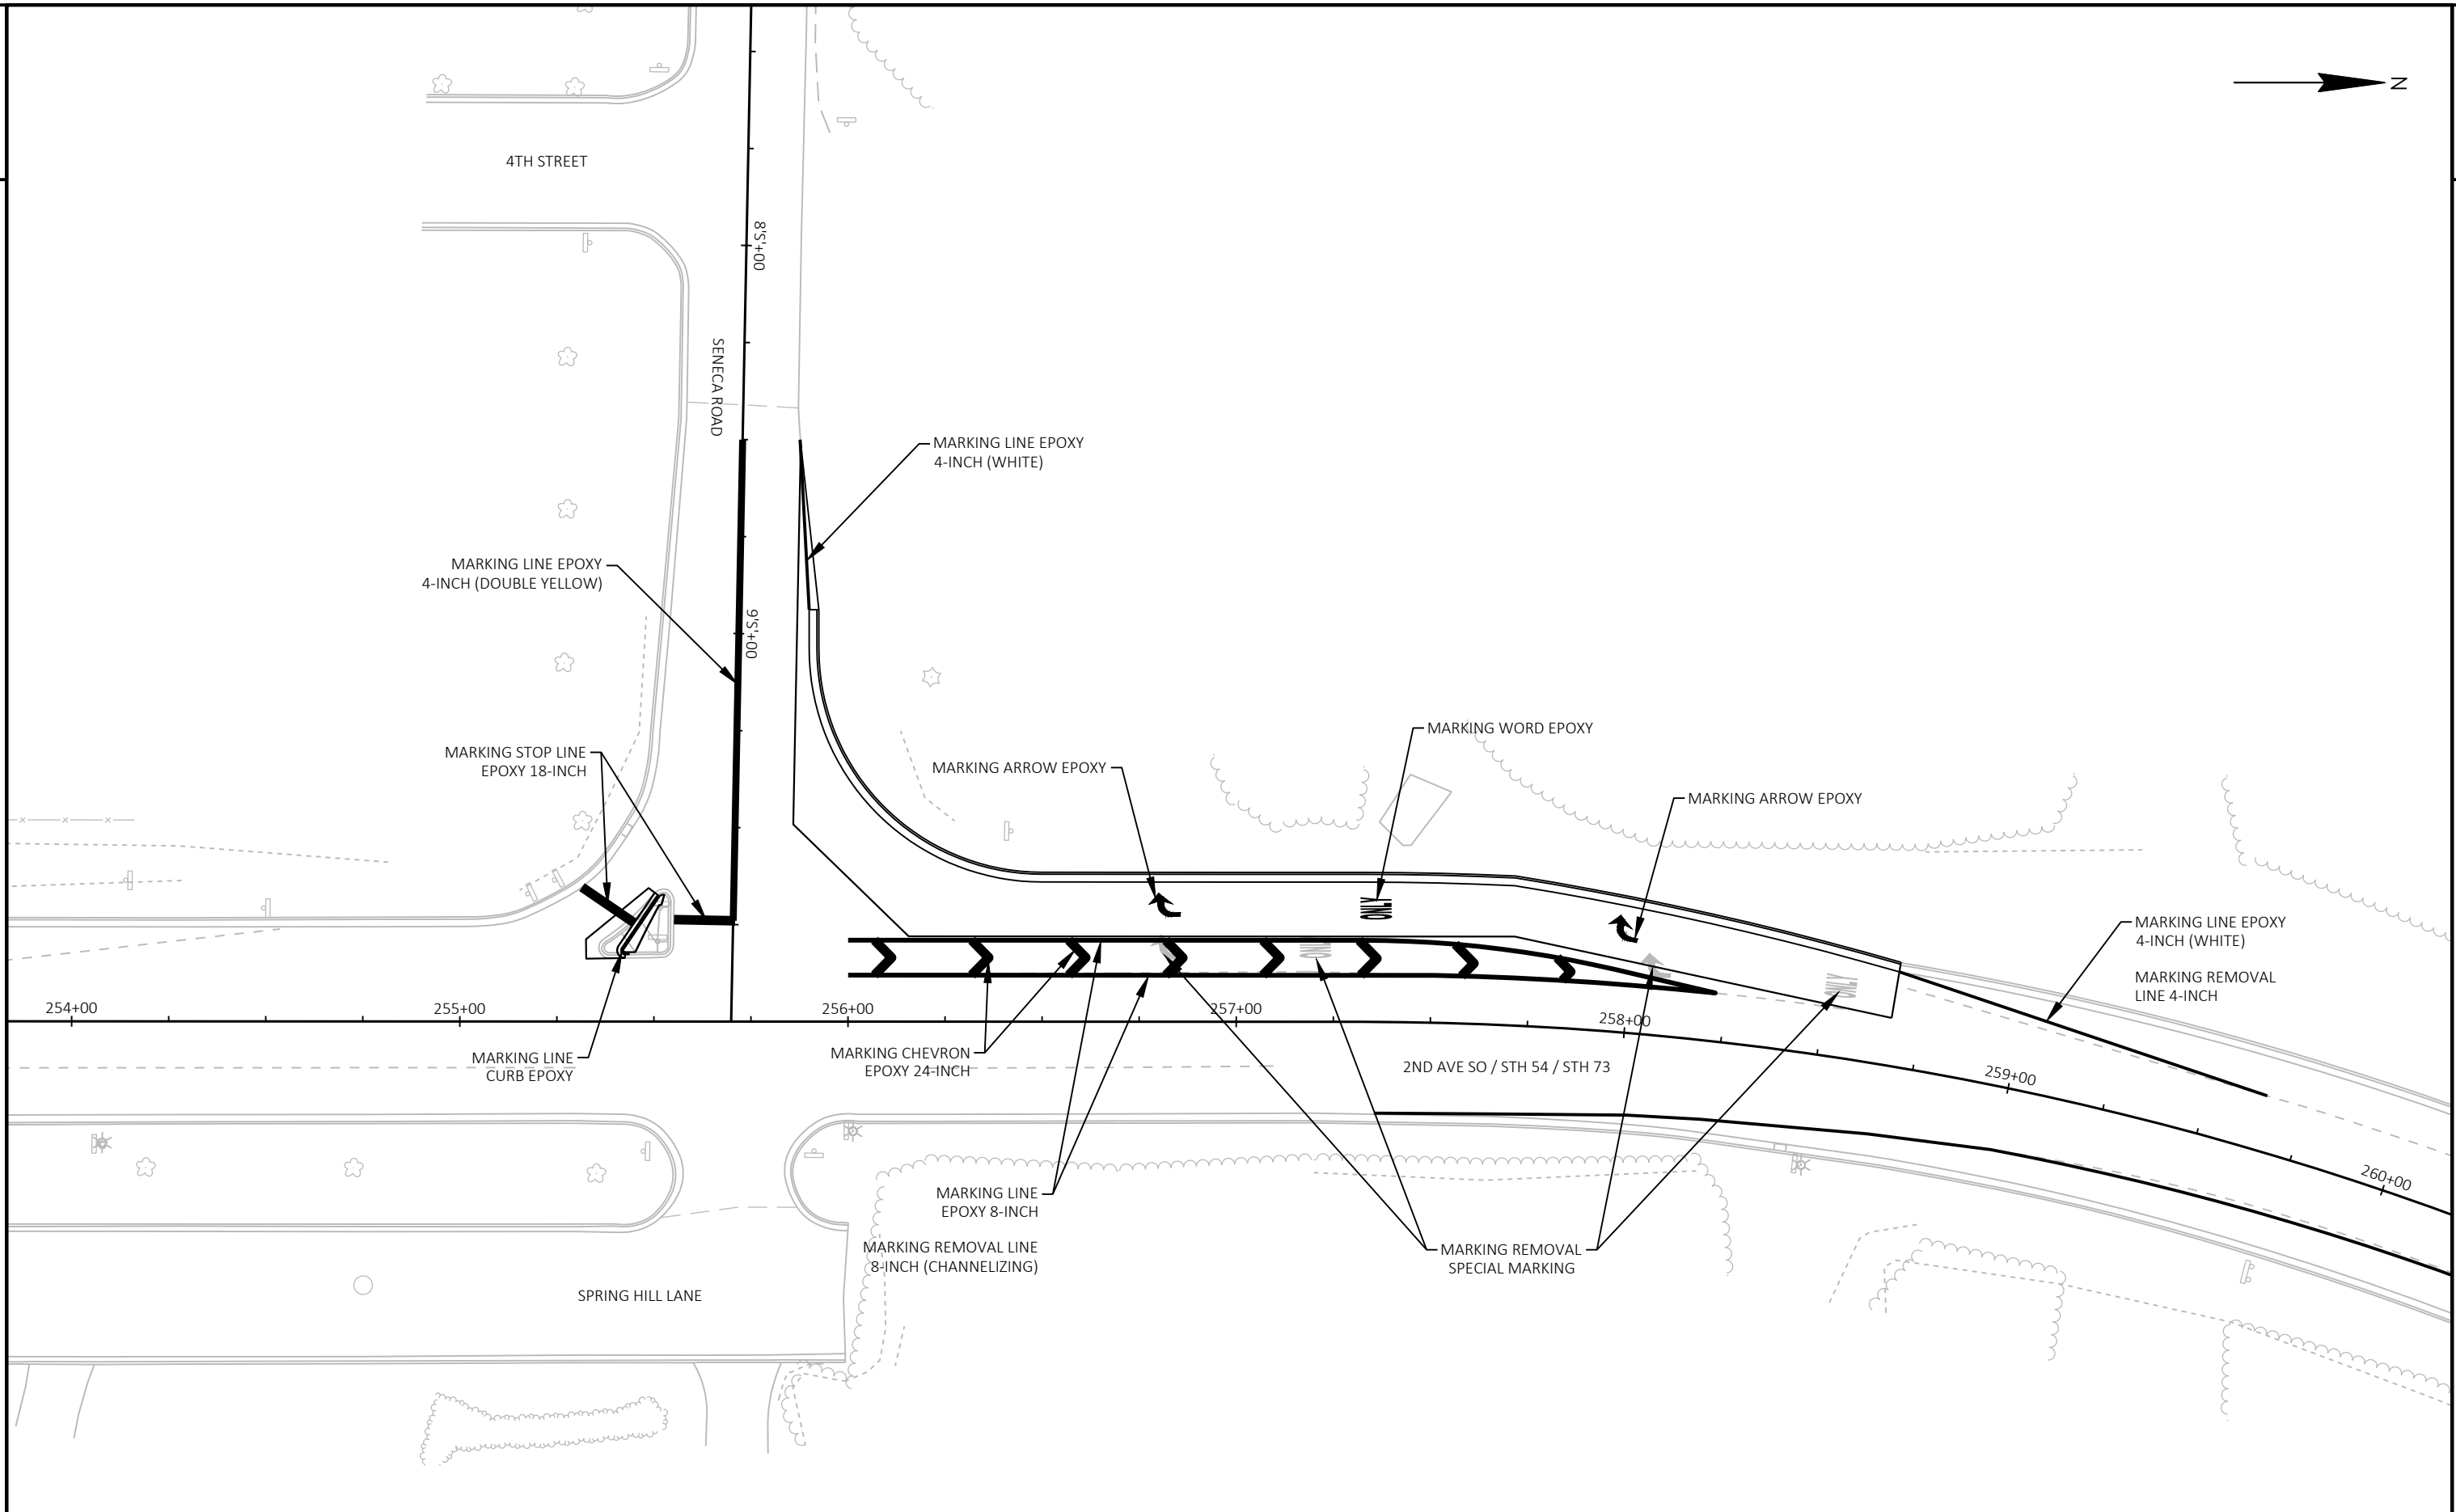 N
4TH STREET
8'S'+00
SENECA ROAD
MARKING LINE EPOXY
4-INCH (WHITE)
MARKING LINE EPOXY
4-INCH (DOUBLE YELLOW)
9'S'+00
MARKING STOP LINE
EPOXY 18-INCH
MARKING WORD EPOXY
MARKING ARROW EPOXY
MARKING ARROW EPOXY
MARKING LINE EPOXY
4-INCH (WHITE)
MARKING REMOVAL
LINE 4-INCH
254+00
255+00
256+00
257+00
258+00
259+00
260+00
MARKING LINE
CURB EPOXY
MARKING CHEVRON
EPOXY 24-INCH
2ND AVE SO / STH 54 / STH 73
MARKING LINE
EPOXY 8-INCH
MARKING REMOVAL LINE
8-INCH (CHANNELIZING)
MARKING REMOVAL
SPECIAL MARKING
SPRING HILL LANE